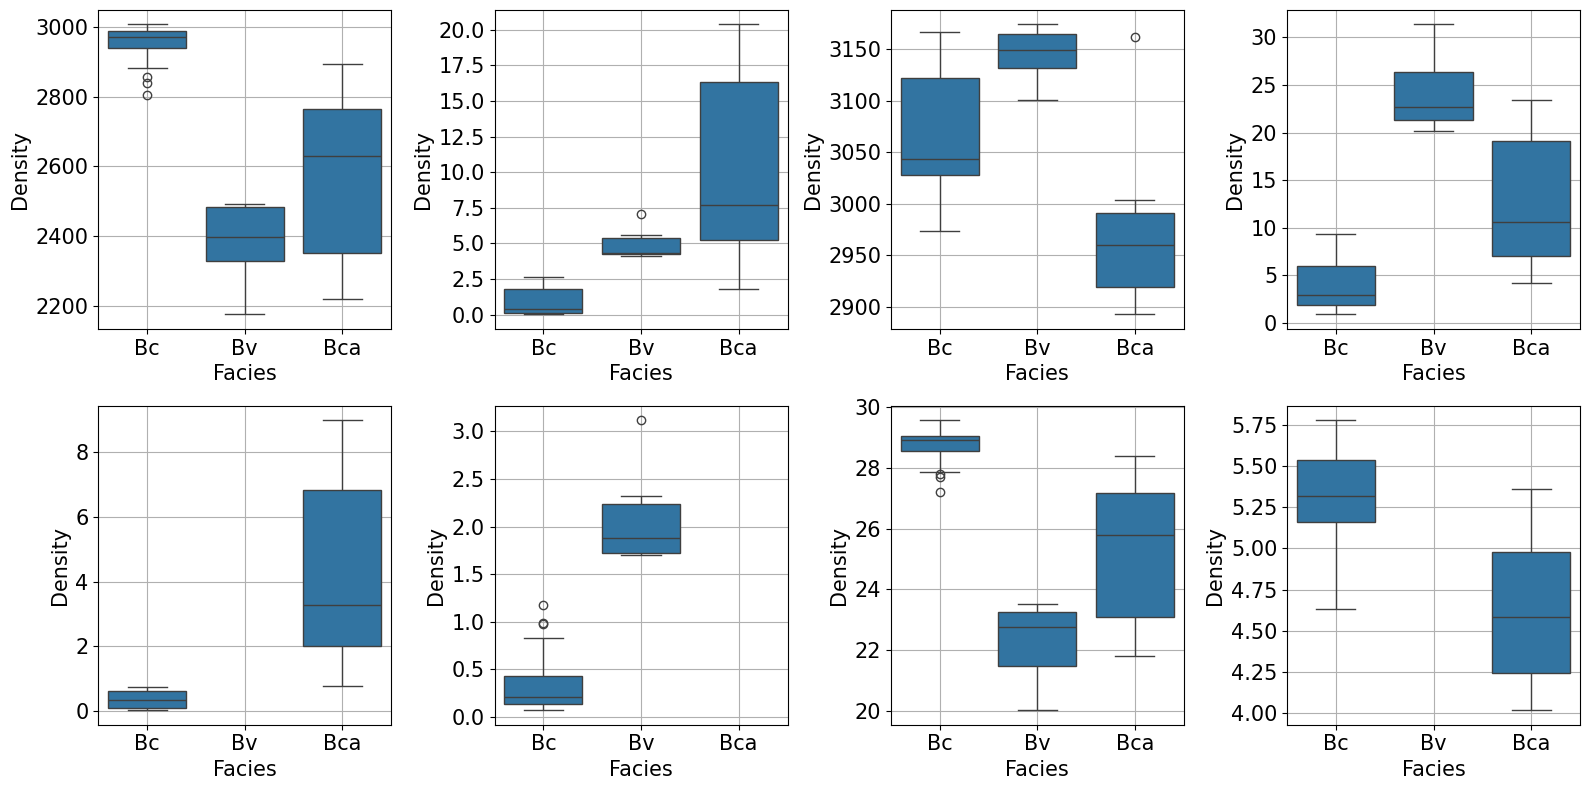 3000
2800
2600
2400
2200
Density
Bc Bv Bca
Facies
20.0
17.5
15.0
12.5
10.0
7.5
5.0
2.5
0.0
Density
Bc Bv Bca
Facies
3150
3100
3050
3000
2950
2900
Density
Bc Bv Bca
Facies
30
25
20
15
10
5
0
Density
Bc Bv Bca
Facies
8
6
4
2
0
Density
Bc Bv Bca
Facies
3.0
2.5
2.0
1.5
1.0
0.5
0.0
Density
Bc Bv Bca
Facies
30
28
26
24
22
20
Density
Bc Bv Bca
Facies
5.75
5.50
5.25
5.00
4.75
4.50
4.25
4.00
Density
Bc Bv Bca
Facies